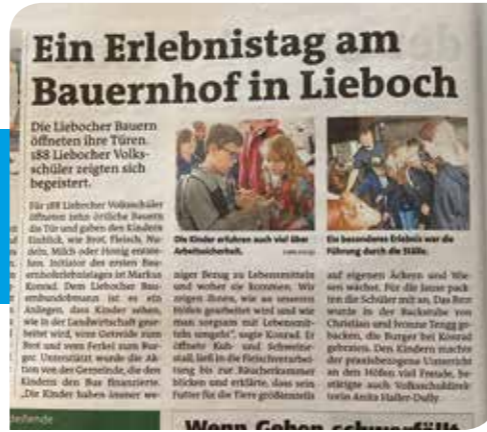 Ein Erlebnistag am
Bauernhof in Lieboch
Die Liebocher Bauern
öffneten ihre Türen.
188 Liebocher Volks-
schüler zeigten sich
begeistert.
Für 188 Liebocher Volksschüler
öffneten zehn örtliche Bauern
die Tür und gaben den Kindern
Einblick, wie Brot, Fleisch, Nu-
deln, Milch oder Honig entste-
hen. Initiator des ersten Bau-
ernhoferlebnistages ist Markus
Konrad. Dem Liebocher Bau-
ernbundobmann ist es ein
Anliegen, dass Kinder sehen,
wie in der Landwirtschaft gear-
beitet wird, vom Getreide zum
Brot und vom Ferkel zum Bur-
ger. Unterstützt wurde die Ak-
tion von der Gemeinde, die den
Kindern den Bus finanzierte.
„Die Kinder haben immer we-
Die Kinder erfuhren auch viel über
Arbeitssicherheit.
niger Bezug zu Lebensmitteln
und woher sie kommen. Wir
zeigen ihnen, wie an unseren
Höfen gearbeitet wird und wie
man sorgsam mit Lebensmit-
teln umgeht", sagte Konrad. Er
öffnete Kuh- und Schweine-
stall, ließ in die Fleischverarbei-
tung bis zur Räucherkammer
blicken und erklärte, dass sein
Futter für die Tiere größtenteils
Ein besonderes Erlebnis war die
Führung durch die Ställe.
auf eigenen Äckern und Wie-
sen wächst. Für die Jause pack-
ten die Schüler mit an. Das Brot
wurde in der Backstube von
Christian und Ivonne Tengg ge-
backen, die Burger bei Konrad
gebraten. Den Kindern machte
der praxisbezogene Unterricht
an den Höfen viel Freude, be-
stätigte auch Volksschuldirek-
torin Anita Haller-Dully.
Wenn Gehen schwerfällt